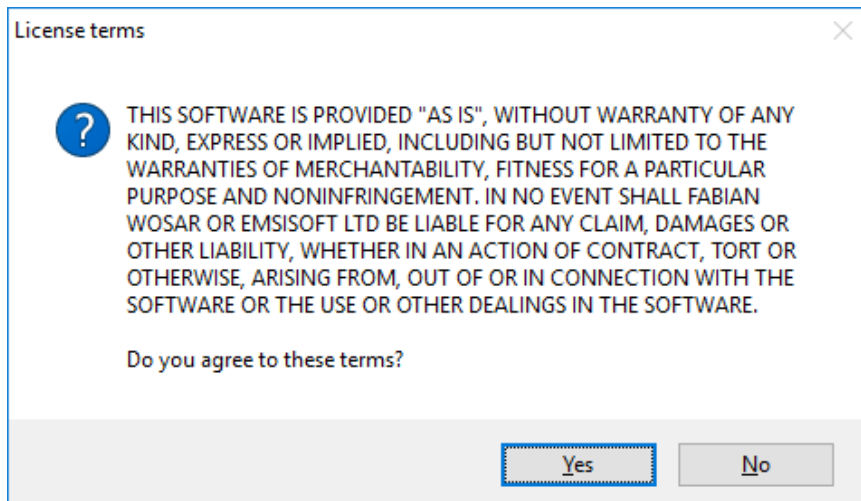 License terms
THIS SOFTWARE IS PROVIDED "AS IS", WITHOUT WARRANTY OF ANY
KIND, EXPRESS OR IMPLIED, INCLUDING BUT NOT LIMITED TO THE
WARRANTIES OF MERCHANTABILITY, FITNESS FOR A PARTICULAR
PURPOSE AND NONINFRINGEMENT. IN NO EVENT SHALL FABIAN
WOSAR OR EMSISOFT LTD BE LIABLE FOR ANY CLAIM, DAMAGES OR
OTHER LIABILITY, WHETHER IN AN ACTION OF CONTRACT, TORT OR
OTHERWISE, ARISING FROM, OUT OF OR IN CONNECTION WITH THE
SOFTWARE OR THE USE OR OTHER DEALINGS IN THE SOFTWARE.
Do you agree to these terms?
Yes No